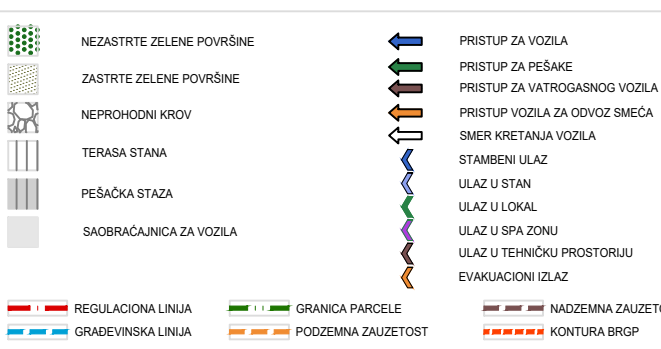 NEZASTRTE ZELENE POVRŠINE
ZASTRTE ZELENE POVRŠINE
NEPROHODNI KROV
TERASA STANA
PEŠAČKA STAZA
SAOBRAĆAJNICA ZA VOZILA
PRISTUP ZA VOZILA
PRISTUP ZA PEŠAKE
PRISTUP ZA VATROGASNOG VOZILA
PRISTUP VOZILA ZA ODVOZ SMEĆA
SMER KRETANJA VOZILA
STAMBENI ULAZ
ULAZ U STAN
ULAZ U LOKAL
ULAZ U SPA ZONU
ULAZ U TEHNIČKU PROSTORIJU
EVAKUACIONI IZLAZ
REGULACIONA LINIJA GRANICA PARCELE NADZEMNA
GRAĐEVINSKA LINIJA PODZEMNA ZAUZETOST KONTURA BRGP